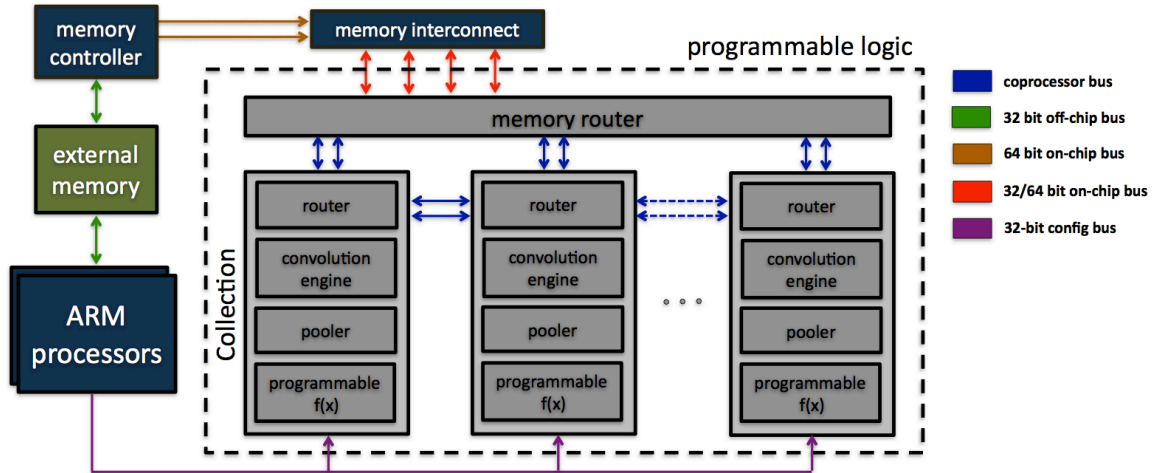 memory
controller
memory interconnect
programmable logic
memory router
external
memory
ARM
processors
Collection
router
convolution
engine
pooler
programmable
f(x)
router
convolution
engine
pooler
programmable
f(x)
. . .
router
convolution
engine
pooler
programmable
f(x)
coprocessor bus
32 bit off-chip bus
64 bit on-chip bus
32/64 bit on-chip bus
32-bit config bus